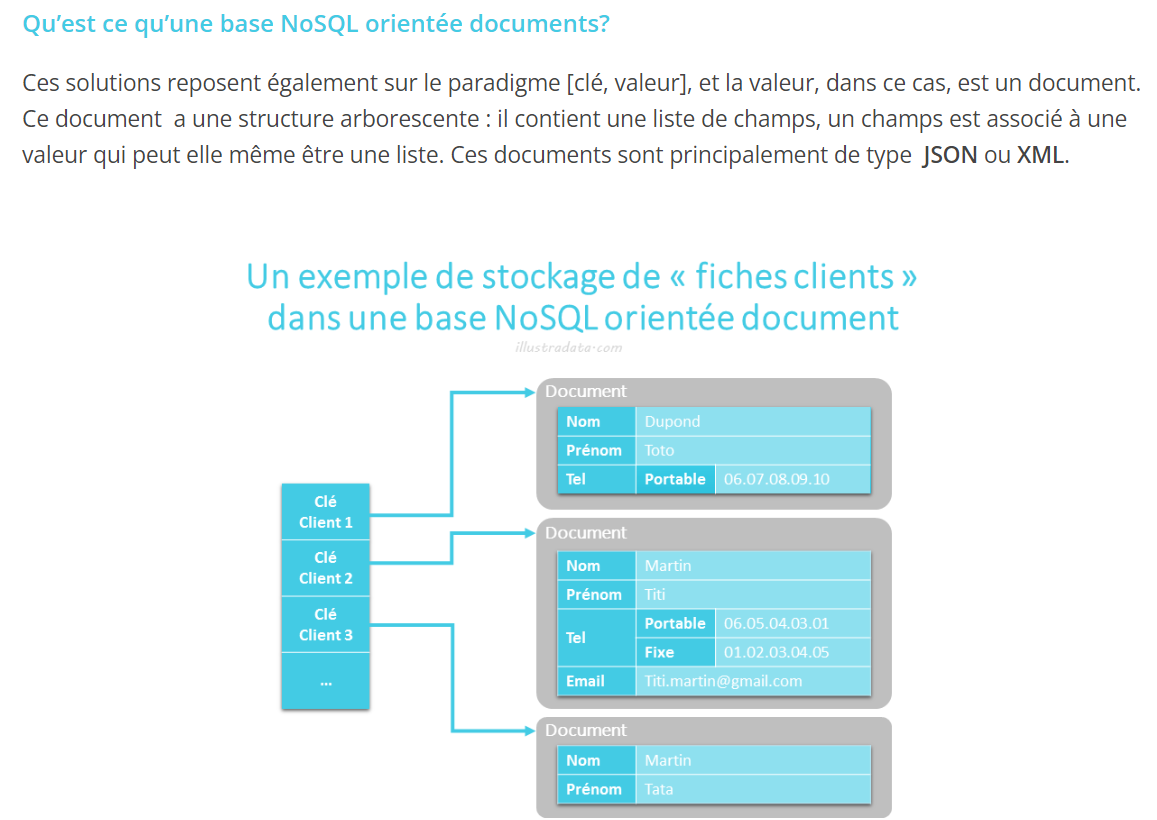 Qu’est ce qu’une base NoSQL orientée documents?
Ces solutions reposent également sur le paradigme [clé, valeur], et la valeur, dans ce cas, est un document.
Ce document  a une structure arborescente : il contient une liste de champs, un champs est associé à une
valeur qui peut elle même être une liste. Ces documents sont principalement de type  JSON ou XML.
Un exemple de stockage de « fiches clients »
dans une base NoSQL orientée document
illustradata.com
Clé
Client 1
Clé
Client 2
Clé
Client 3
...
Document
Nom Dupond
Prénom Toto
Tel Portable 06.07.08.09.10
Document
Nom Martin
Prénom Titi
Tel Portable 06.05.04.03.01
Fixe 01.02.03.04.05
Email Titi.martin@gmail.com
Document
Nom Martin
Prénom Tata